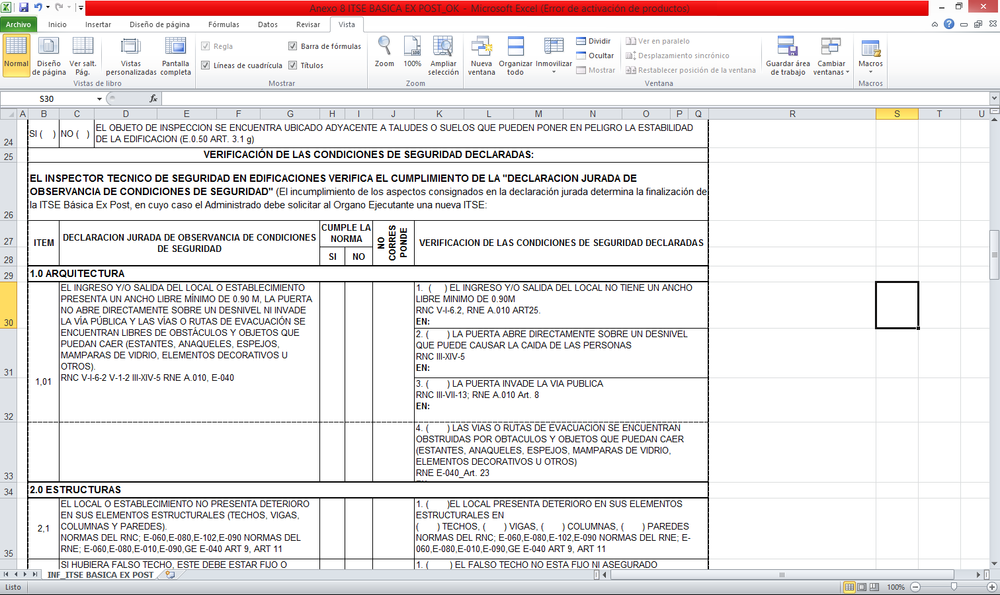 Anexo 8 ITSE BASICA EX POST_OK - Microsoft Excel (Error de activación de productos)
Archivo Inicio Insertar Diseño de página Fórmulas Datos Revisar Vista
Normal Diseño de página Ver salt. Pág. Vistas personalizadas Pantalla completa
Vistas de libro
Regla Barra de fórmulas
Líneas de cuadrícula Títulos
Mostrar
Zoom 100% Ampliar selección
Zoom
Nueva ventana Organizar todo Inmovilizar
Dividir
Ocultar
Mostrar
Ver en paralelo
Desplazamiento sincrónico
Restablecer posición de la ventana
Guardar área de trabajo Cambiar ventanas
Ventana
Macros
Macros
S30 fx
A B C D E F G H I J K L M N O P Q R S T U
24 SI ( ) NO ( ) EL OBJETO DE INSPECCION SE ENCUENTRA UBICADO ADYACENTE A TALUDES O SUELOS QUE PUEDEN PONER EN PELIGRO LA ESTABILIDAD
DE LA EDIFICACION (E.0.50 ART. 3.1 g)
25 VERIFICACIÓN DE LAS CONDICIONES DE SEGURIDAD DECLARADAS:
EL INSPECTOR TECNICO DE SEGURIDAD EN EDIFICACIONES VERIFICA EL CUMPLIMIENTO DE LA "DECLARACION JURADA DE
OBSERVANCIA DE CONDICIONES DE SEGURIDAD" (El incumplimiento de los aspectos consignados en la declaración jurada determina la finalización de
26 la ITSE Básica Ex Post, en cuyo caso el Administrado debe solicitar al Organo Ejecutante una nueva ITSE:
27
28
ITEM
DECLARACION JURADA DE OBSERVANCIA DE CONDICIONES
DE SEGURIDAD
CUMPLE LA
NORMA
SI NO
NO
CORRES
PONDE
VERIFICACION DE LAS CONDICIONES DE SEGURIDAD DECLARADAS
29 1.0 ARQUITECTURA
30
31
32
33
1,01
EL INGRESO Y/O SALIDA DEL LOCAL O ESTABLECIMIENTO
PRESENTA UN ANCHO LIBRE MÍNIMO DE 0.90 M, LA PUERTA
NO ABRE DIRECTAMENTE SOBRE UN DESNIVEL NI INVADE
LA VÍA PÚBLICA Y LAS VÍAS O RUTAS DE EVACUACIÓN SE
ENCUENTRAN LIBRES DE OBSTÁCULOS Y OBJETOS QUE
PUEDAN CAER (ESTANTES, ANAQUELES, ESPEJOS,
MAMPARAS DE VIDRIO, ELEMENTOS DECORATIVOS U
OTROS).
RNC V-I-6-2 V-1-2 III-XIV-5 RNE A.010, E-040
1. ( ) EL INGRESO Y/O SALIDA DEL LOCAL NO TIENE UN ANCHO
LIBRE MINIMO DE 0.90M
RNC V-I-6.2, RNE A.010 ART25.
EN:
2. ( ) LA PUERTA ABRE DIRECTAMENTE SOBRE UN DESNIVEL
QUE PUEDE CAUSAR LA CAIDA DE LAS PERSONAS
RNC III-XIV-5
EN:
3. ( ) LA PUERTA INVADE LA VIA PUBLICA
RNC III-VII-13; RNE A.010 Art. 8
EN:
4. ( ) LAS VIAS O RUTAS DE EVACUACION SE ENCUENTRAN
OBSTRUIDAS POR OBTACULOS Y OBJETOS QUE PUEDAN CAER
(ESTANTES, ANAQUELES, ESPEJOS, MAMPARAS DE VIDRIO,
ELEMENTOS DECORATIVOS U OTROS)
RNE E-040_Art. 23
34 2.0 ESTRUCTURAS
35
2,1
EL LOCAL O ESTABLECIMIENTO NO PRESENTA DETERIORO
EN SUS ELEMENTOS ESTRUCTURALES (TECHOS, VIGAS,
COLUMNAS Y PAREDES).
NORMAS DEL RNC; E-060,E-080,E-102,E-090 NORMAS DEL
RNE; E-060,E-080,E-010,E-090,GE E-040 ART 9, ART 11
1. ( )EL LOCAL PRESENTA DETERIORO EN SUS ELEMENTOS
ESTRUCTURALES EN
( ) TECHOS, ( ) VIGAS, ( ) COLUMNAS, ( ) PAREDES
NORMAS DEL RNC; E-060,E-080,E-102,E-090 NORMAS DEL RNE; E-
060,E-080,E-010,E-090,GE E-040 ART 9, ART 11
SI HUBIERA FALSO TECHO, ESTE DEBE ESTAR FIJO O
1. ( ) EL FALSO TECHO NO ESTA FIJO NI ASEGURADO
INF_ITSE BASICA EX POST
Listo 100%